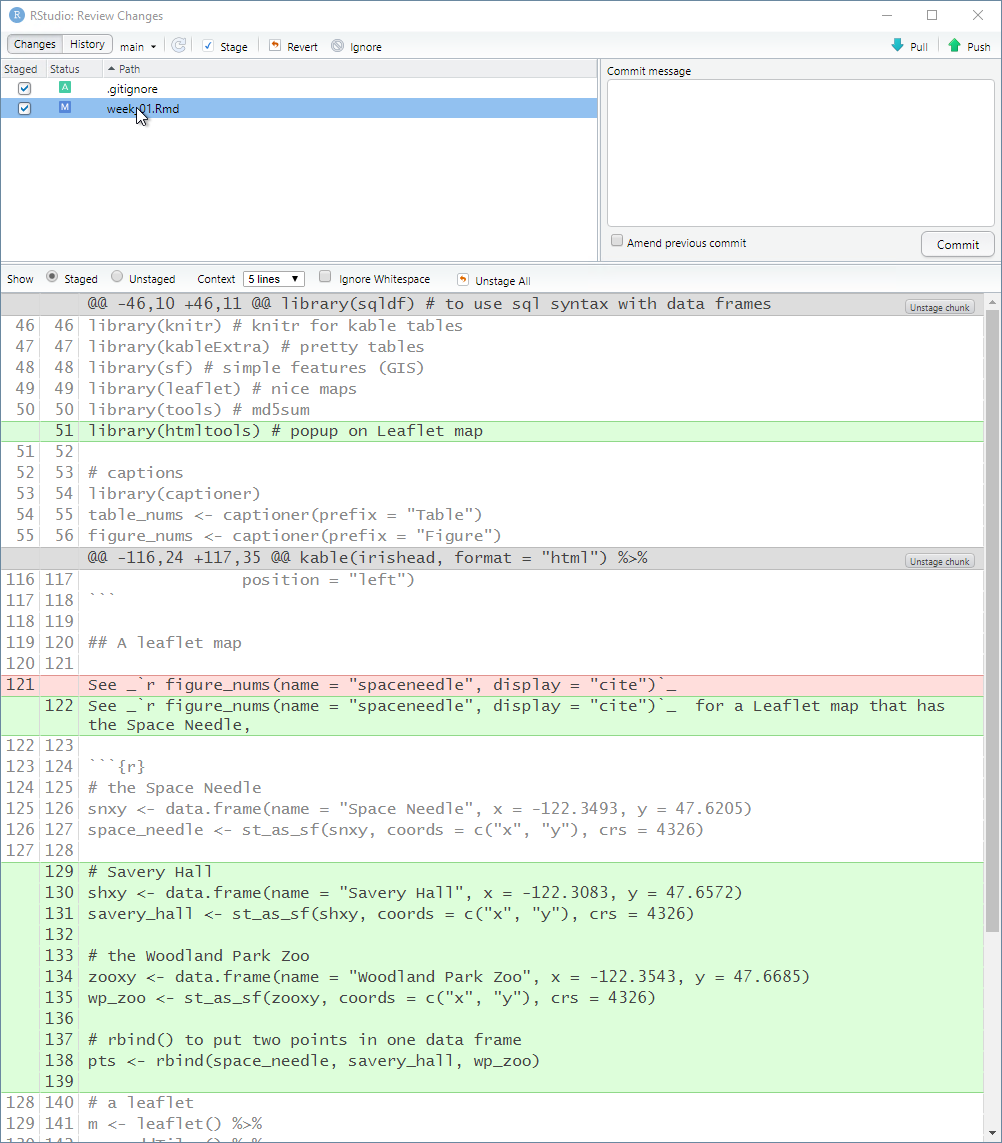 RStudio: Review Changes
Changes History main Stage Revert Ignore Pull Push
Staged Status Path
A .gitignore
M week_01.Rmd
Commit message
Amend previous commit Commit
Show Staged Unstaged Context 5 lines Ignore Whitespace Unstage All
@@ -46,10 +46,11 @@ library(sqldf) # to use sql syntax with data frames Unstage chunk
46 46 library(knitr) # knitr for kable tables
47 47 library(kableExtra) # pretty tables
48 48 library(sf) # simple features (GIS)
49 49 library(leaflet) # nice maps
50 50 library(tools) # md5sum
51 library(htmltools) # popup on Leaflet map
51 52
52 53 # captions
53 54 library(captioner)
54 55 table_nums <- captioner(prefix = "Table")
55 56 figure_nums <- captioner(prefix = "Figure")
@@ -116,24 +117,35 @@ kable(irishead, format = "html") %>% Unstage chunk
116 117 position = "left")
117 118 ```
118 119
119 120 ## A leaflet map
120 121
121 See _`r figure_nums(name = "spaceneedle", display = "cite")`_
122 See _`r figure_nums(name = "spaceneedle", display = "cite")`_  for a Leaflet map that has
the Space Needle,
122 123
123 124 ```{r}
124 125 # the Space Needle
125 126 snxy <- data.frame(name = "Space Needle", x = -122.3493, y = 47.6205)
126 127 space_needle <- st_as_sf(snxy, coords = c("x", "y"), crs = 4326)
127 128
129 # Savery Hall
130 shxy <- data.frame(name = "Savery Hall", x = -122.3083, y = 47.6572)
131 savery_hall <- st_as_sf(shxy, coords = c("x", "y"), crs = 4326)
132
133 # the Woodland Park Zoo
134 zooxy <- data.frame(name = "Woodland Park Zoo", x = -122.3543, y = 47.6685)
135 wp_zoo <- st_as_sf(zooxy, coords = c("x", "y"), crs = 4326)
136
137 # rbind() to put two points in one data frame
138 pts <- rbind(space_needle, savery_hall, wp_zoo)
139
128 140 # a leaflet
129 141 m <- leaflet() %>%